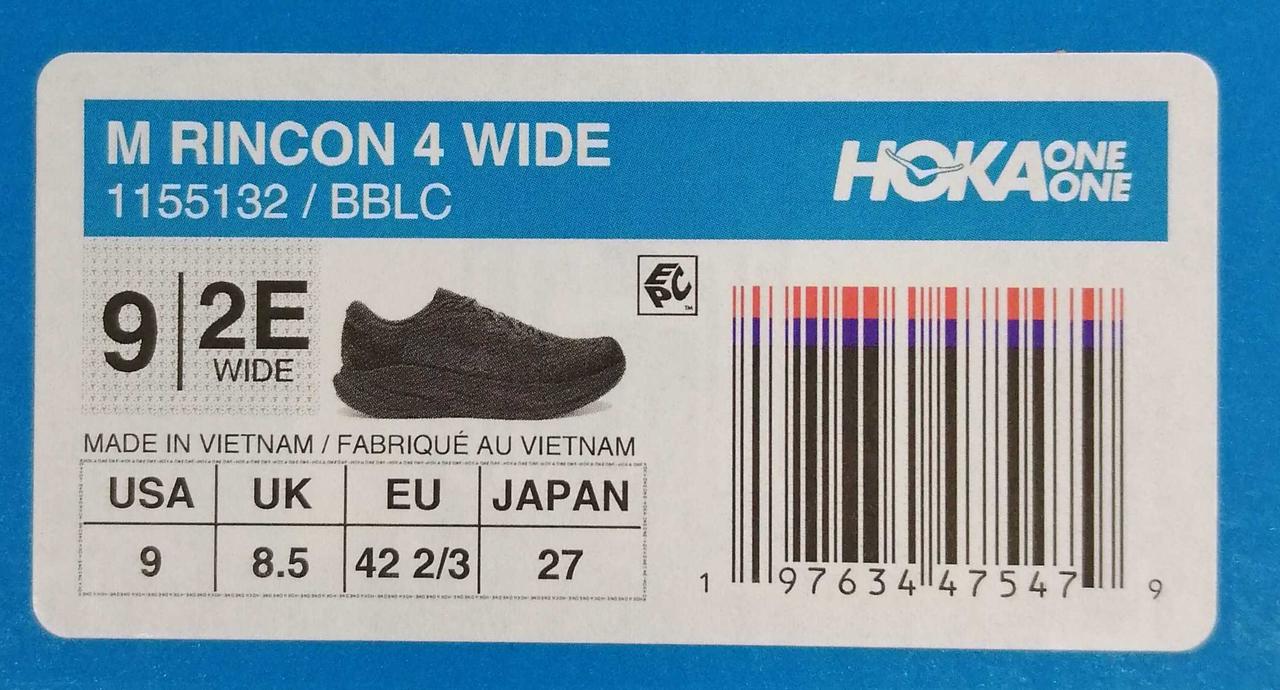 M RINCON 4 WIDE
1155132 / BBLC
HOKA ONE ONE
9 | 2E
WIDE
EPC™
MADE IN VIETNAM / FABRIQUÉ AU VIETNAM
USA UK EU JAPAN
9 8.5 42 2/3 27
1 97634 47547 9